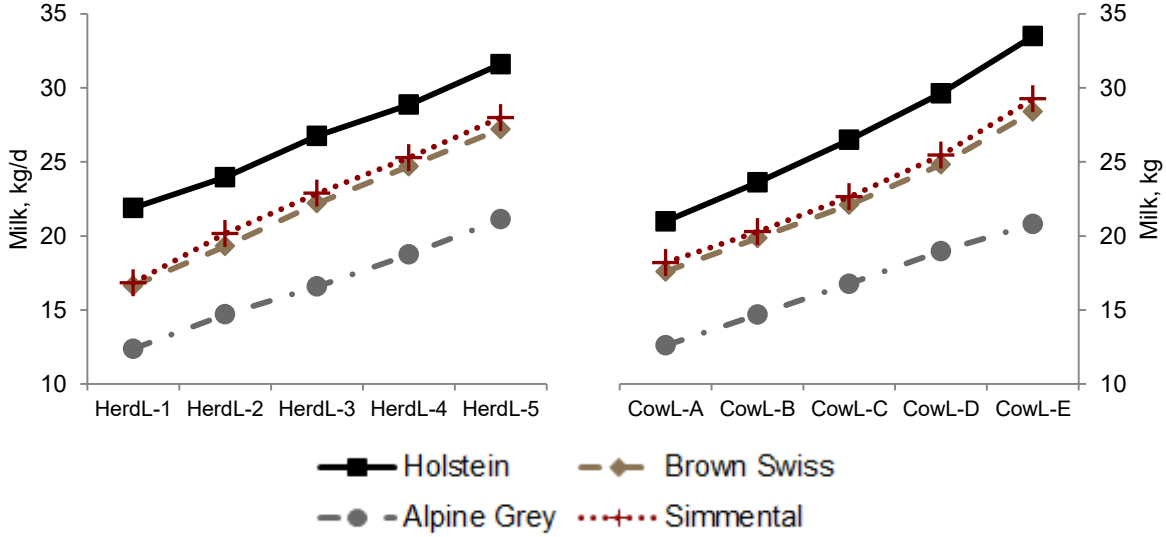 35
30
25
20
15
10
Milk, kg/d
HerdL-1 HerdL-2 HerdL-3 HerdL-4 HerdL-5
35
30
25
20
15
10
Milk, kg
CowL-A CowL-B CowL-C CowL-D CowL-E
Holstein Brown Swiss
Alpine Grey Simmental